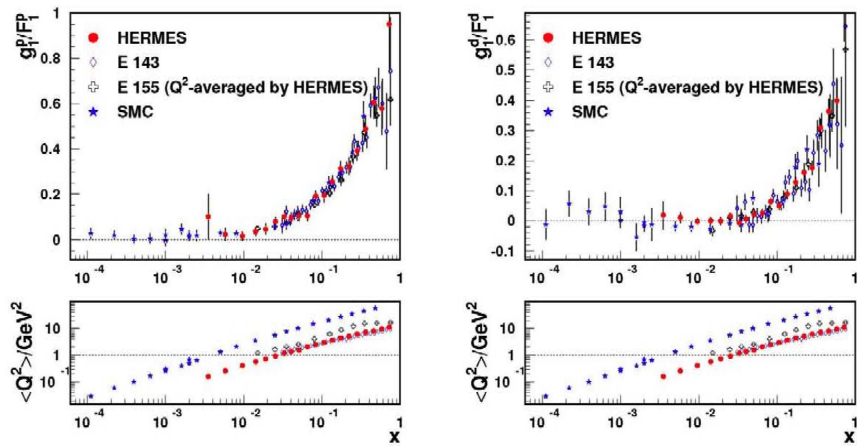 g₁ᵖ/F₁ᵖ
1
0.8
0.6
0.4
0.2
0
HERMES
E 143
E 155 (Q²-averaged by HERMES)
SMC
10⁻⁴ 10⁻³ 10⁻² 10⁻¹ 1
<Q²>/GeV²
10
1
10⁻¹
10⁻⁴ 10⁻³ 10⁻² 10⁻¹ 1
x
g₁ᵈ/F₁ᵈ
0.6
0.5
0.4
0.3
0.2
0.1
0
-0.1
HERMES
E 143
E 155 (Q²-averaged by HERMES)
SMC
10⁻⁴ 10⁻³ 10⁻² 10⁻¹ 1
<Q²>/GeV²
10
1
10⁻¹
10⁻⁴ 10⁻³ 10⁻² 10⁻¹ 1
x